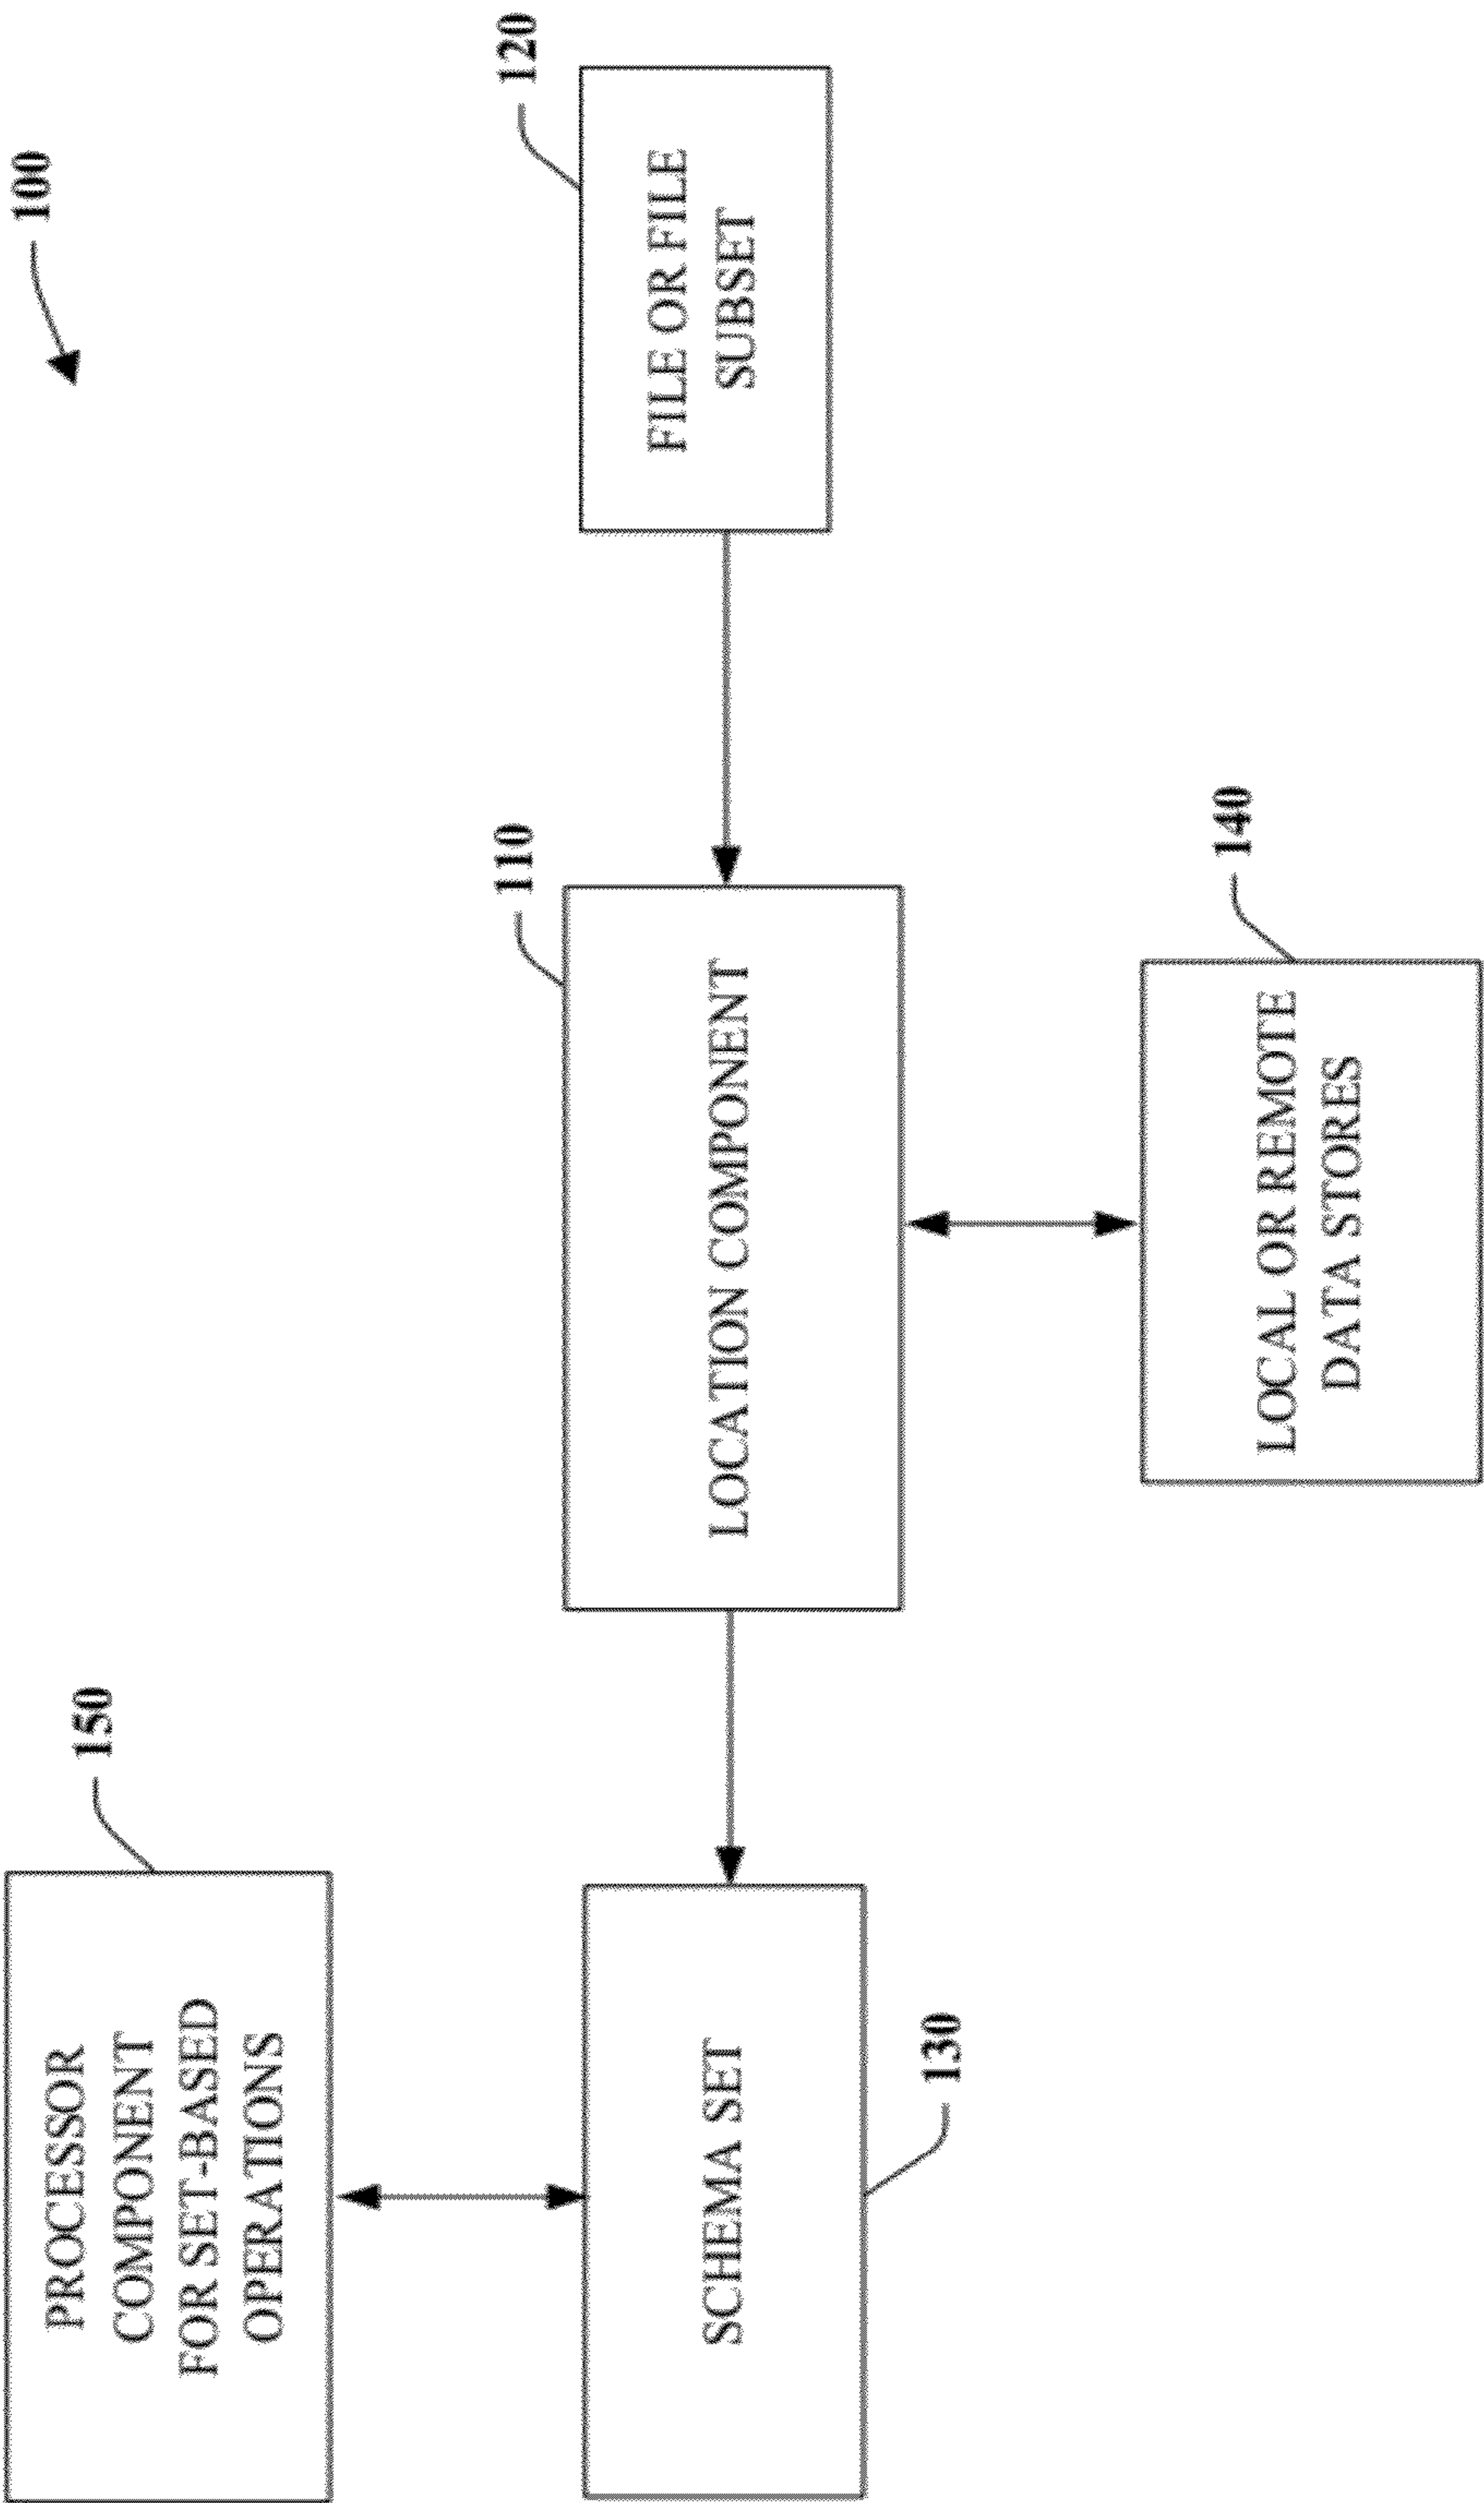 100
150
PROCESSOR
COMPONENT
FOR SET-BASED
OPERATIONS
110
120
SCHEMA SET
LOCATION COMPONENT
FILE OR FILE
SUBSET
130
140
LOCAL OR REMOTE
DATA STORES